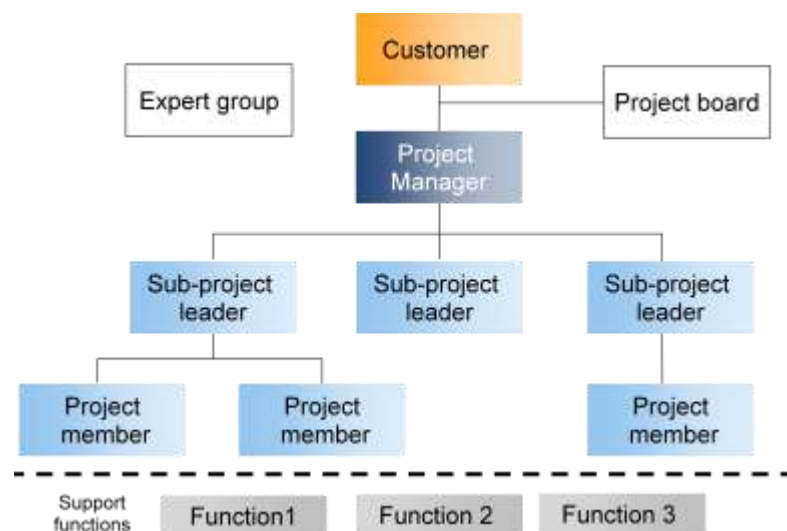 Customer
Expert group
Project board
Project
Manager
Sub-project
leader
Sub-project
leader
Sub-project
leader
Project
member
Project
member
Project
member
Support
functions
Function1
Function 2
Function 3